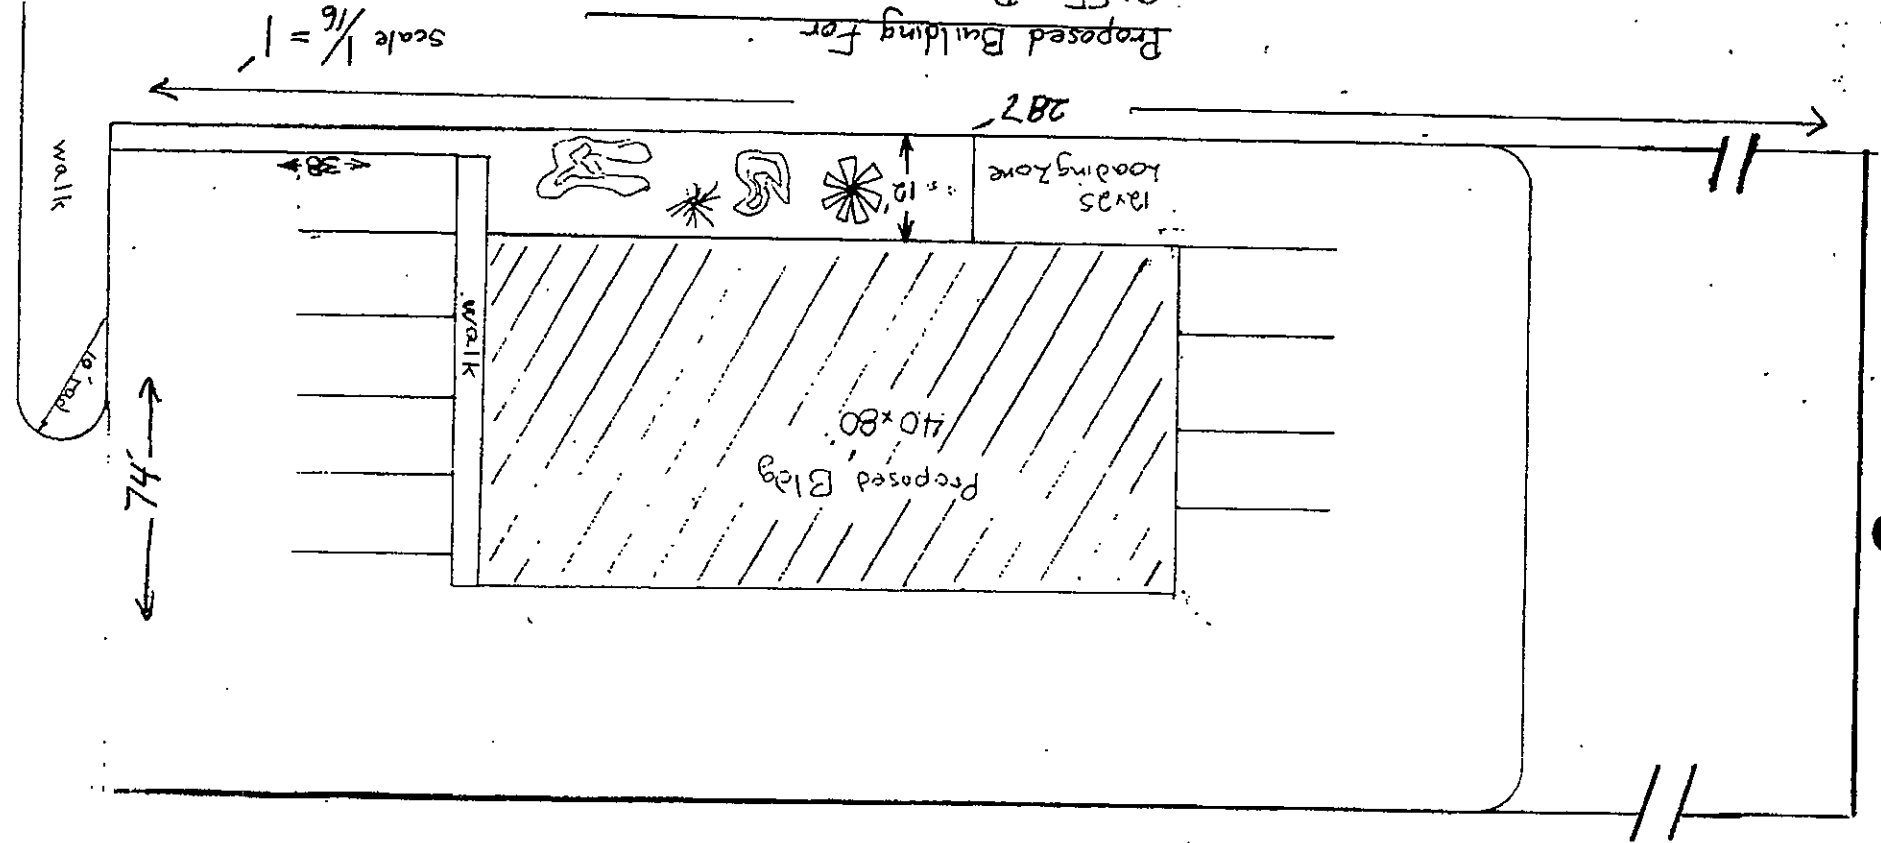 Proposed Building For
Scale 1/16 = 1'
287'
12x25
Loading Zone
12'
38'
walk
walk
10' rad
74'
Proposed Bldg
40x80